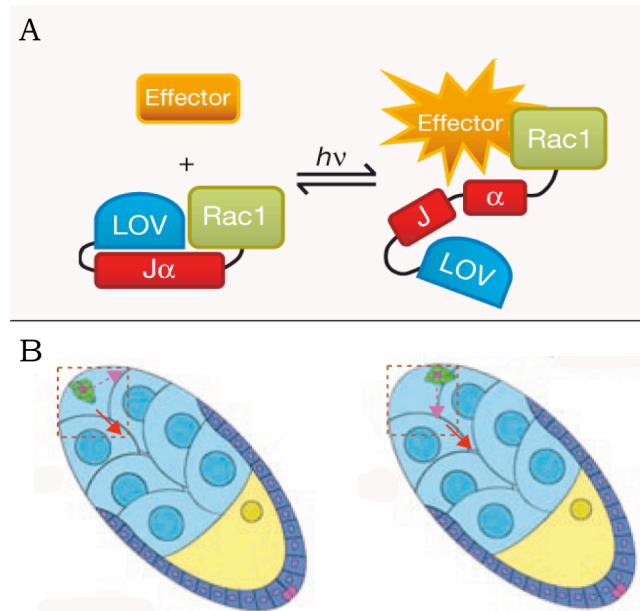 A
Effector
+
hν
LOV
Rac1
Jα
Effector
Rac1
J
α
LOV
B